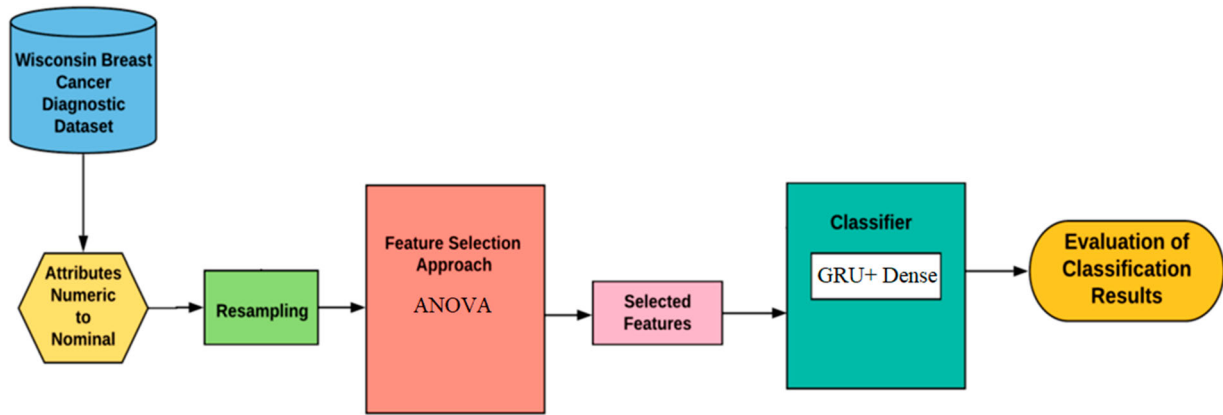 Wisconsin Breast
Cancer
Diagnostic
Dataset
Attributes
Numeric
to
Nominal
Resampling
Feature Selection
Approach
ANOVA
Selected
Features
Classifier
GRU+ Dense
Evaluation of
Classification
Results